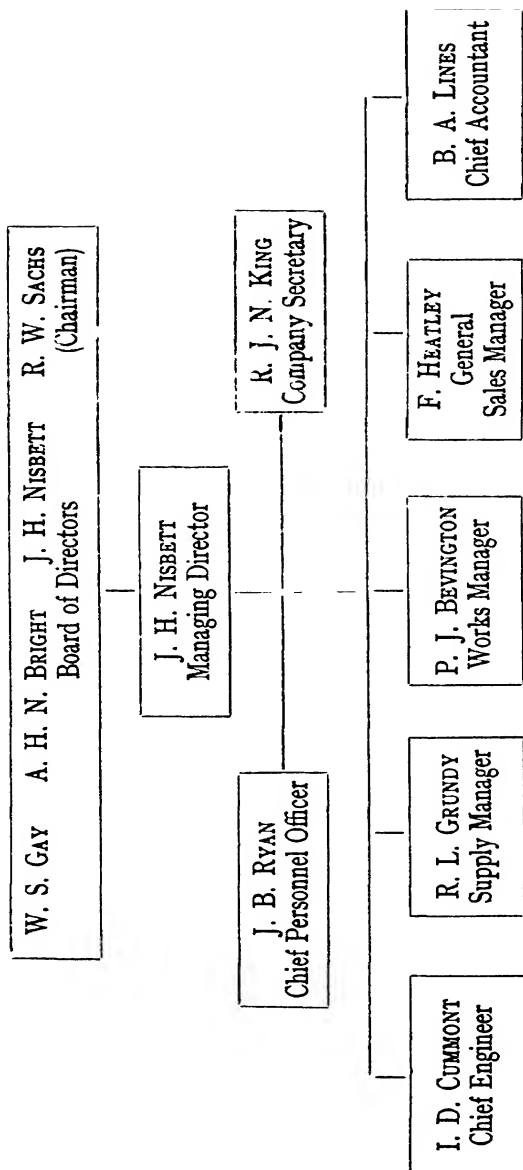 W. S. GAY A. H. N. BRIGHT J. H. NISBETT R. W. SACHS
Board of Directors (Chairman)
J. H. NISBETT
Managing Director
J. B. RYAN
Chief Personnel Officer
R. J. N. KING
Company Secretary
I. D. CUMMONT
Chief Engineer
R. L. GRUNDY
Supply Manager
P. J. BEVINGTON
Works Manager
F. HEATLEY
General
Sales Manager
B. A. LINES
Chief Accountant